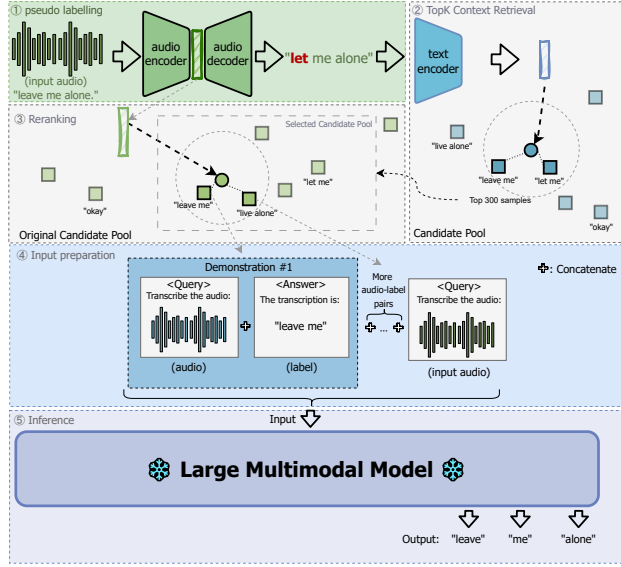 ① pseudo labelling
(input audio)
"leave me alone."
audio
encoder
audio
decoder
"let me alone"
② TopK Context Retrieval
text
encoder
"live alone"
"leave me"
"let me"
"okay"
Top 300 samples
Candidate Pool
③ Reranking
Selected Candidate Pool
"let me"
"leave me"
"live alone"
"okay"
Original Candidate Pool
④ Input preparation
Demonstration #1
<Query>
Transcribe the audio:
(audio)
<Answer>
The transcription is:
"leave me"
(label)
More
audio-label
pairs
...
<Query>
Transcribe the audio:
(input audio)
: Concatenate
⑤ Inference
Input
Large Multimodal Model
Output: "leave" "me" "alone"